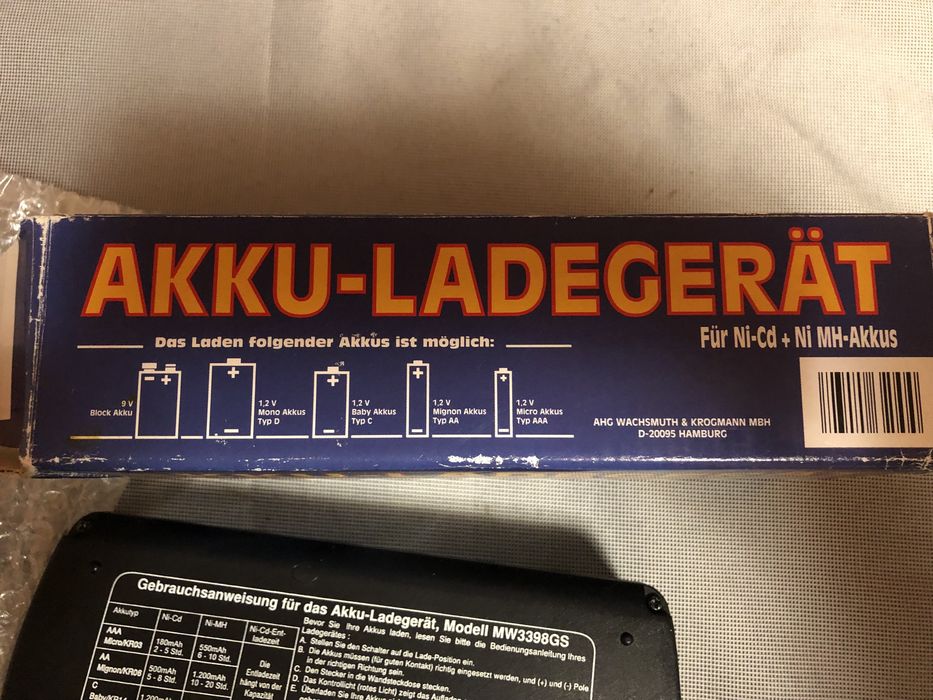 AKKU-LADEGERÄT
Für Ni-Cd + Ni MH-Akkus
Das Laden folgender Akkus ist möglich:
9 V
Block Akku
1,2 V
Mono Akkus
Typ D
1,2 V
Baby Akkus
Typ C
1,2 V
Mignon Akkus
Typ AA
1,2 V
Micro Akkus
Typ AAA
AHG WACHSMUTH & KROGMANN MBH
D-20095 HAMBURG
Gebrauchsanweisung für das Akku-Ladegerät, Modell MW3398GS
Akkutyp Ni-Cd Ni-MH Ni-Cd-Ent-
ladezeit
AAA
Micro/KR03 180mAh
2 - 5 Std. 550mAh
6 - 10 Std.
AA
Mignon/KR06 500mAh
5 - 8 Std. 1.200mAh
10 - 20 Std.
Die
Entladezeit
hängt von der
Kapazität
C
Bevor Sie Ihre Akkus laden, lesen Sie bitte die Bedienungsanleitung Ihres
Ladegerätes :
A. Stellen Sie den Schalter auf die Lade-Position ein.
B. Die Akkus müssen (für guten Kontakt) richtig eingesetzt werden, und (+) und (-) Pole
in der richtigen Richtung sein.
C. Den Stecker in die Wandsteckdose stecken.
D. Das Kontrolllicht (rotes Licht) zeigt das Aufladen
E. Überladen Sie Ihre Akkus